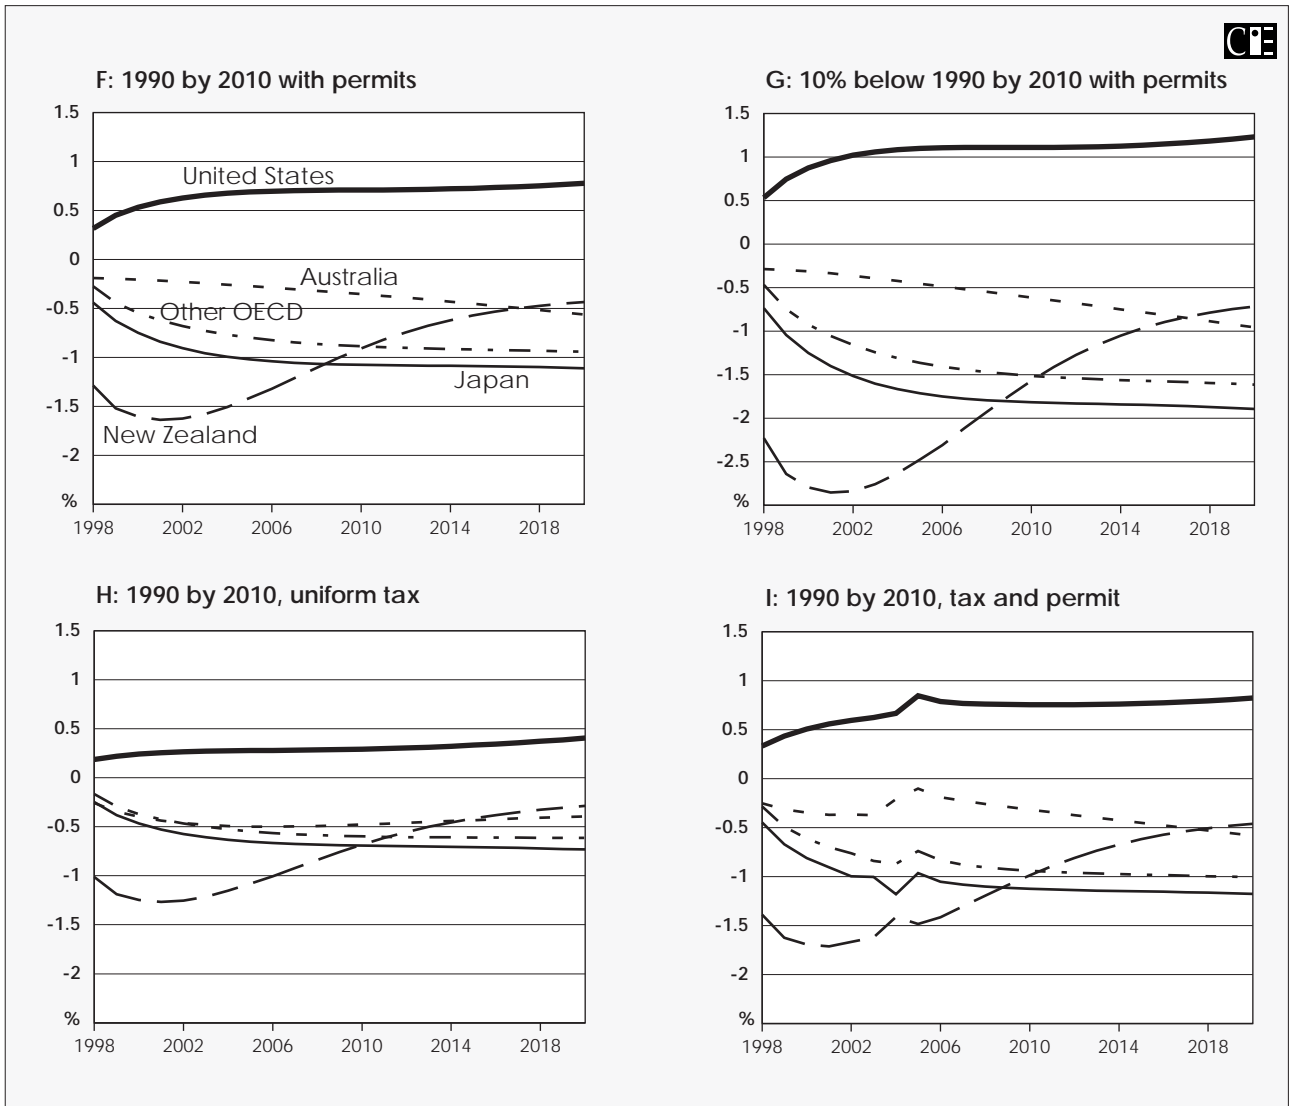 CIE
F: 1990 by 2010 with permits
1.5
1
0.5
0
-0.5
-1
-1.5
-2
%
United States
Australia
Other OECD
Japan
New Zealand
1998 2002 2006 2010 2014 2018
G: 10% below 1990 by 2010 with permits
1.5
1
0.5
0
-0.5
-1
-1.5
-2
-2.5
%
1998 2002 2006 2010 2014 2018
H: 1990 by 2010, uniform tax
1.5
1
0.5
0
-0.5
-1
-1.5
-2
%
1998 2002 2006 2010 2014 2018
I: 1990 by 2010, tax and permit
1.5
1
0.5
0
-0.5
-1
-1.5
-2
%
1998 2002 2006 2010 2014 2018